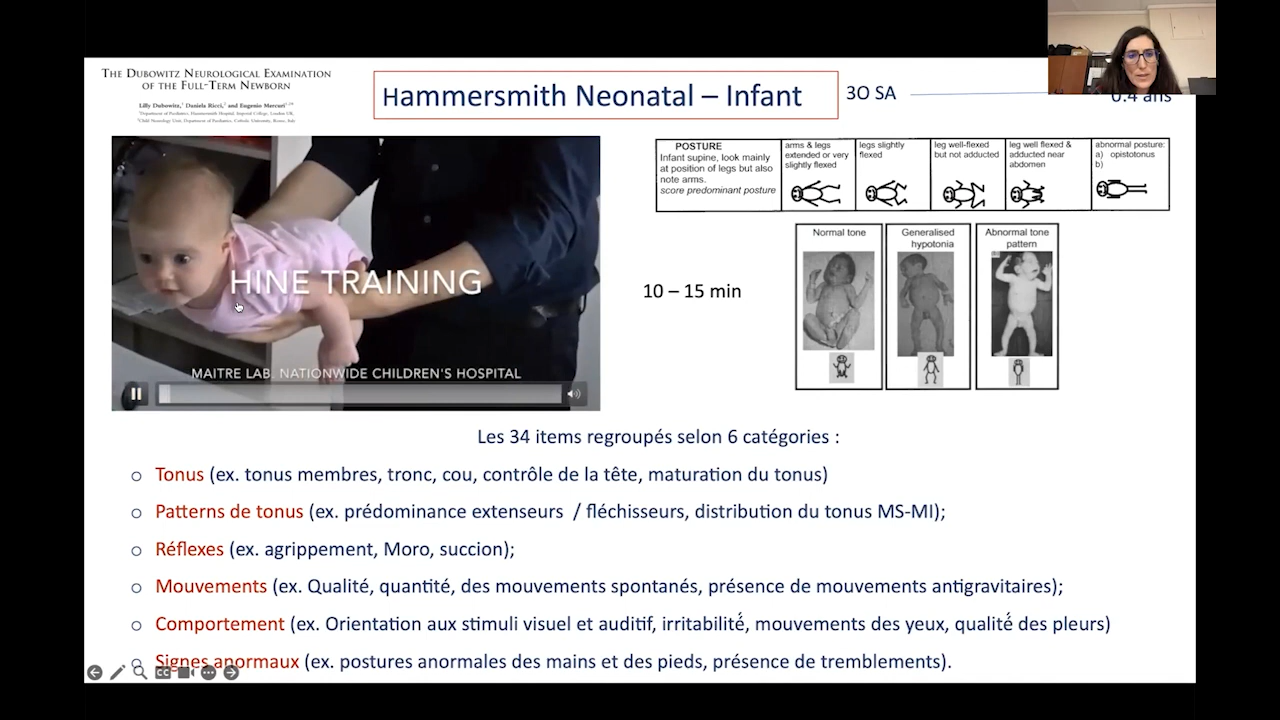 THE DUBOWITZ NEUROLOGICAL EXAMINATION
OF THE FULL-TERM NEWBORN
Lilly Dubowitz, Daniela Ricci, and Eugenio Mercuri
Hammersmith Neonatal – Infant
3O SA
0.4 ans
HINE TRAINING
MAITRE LAB, NATIONWIDE CHILDREN'S HOSPITAL
POSTURE
Infant supine, look mainly
at position of legs but also
note arms.
score predominant posture
arms & legs
extended or very
slightly flexed
legs slightly
flexed
leg well-flexed
but not adducted
leg well flexed &
adducted near
abdomen
abnormal posture:
a) opistotonus
b)
Normal tone
Generalised
hypotonia
Abnormal tone
pattern
10 – 15 min
Les 34 items regroupés selon 6 catégories :
o Tonus (ex. tonus membres, tronc, cou, contrôle de la tête, maturation du tonus)
o Patterns de tonus (ex. prédominance extenseurs / fléchisseurs, distribution du tonus MS-MI);
o Réflexes (ex. agrippement, Moro, succion);
o Mouvements (ex. Qualité, quantité, des mouvements spontanés, présence de mouvements antigravitaires);
o Comportement (ex. Orientation aux stimuli visuel et auditif, irritabilité, mouvements des yeux, qualité des pleurs)
o Signes anormaux (ex. postures anormales des mains et des pieds, présence de tremblements).
CC